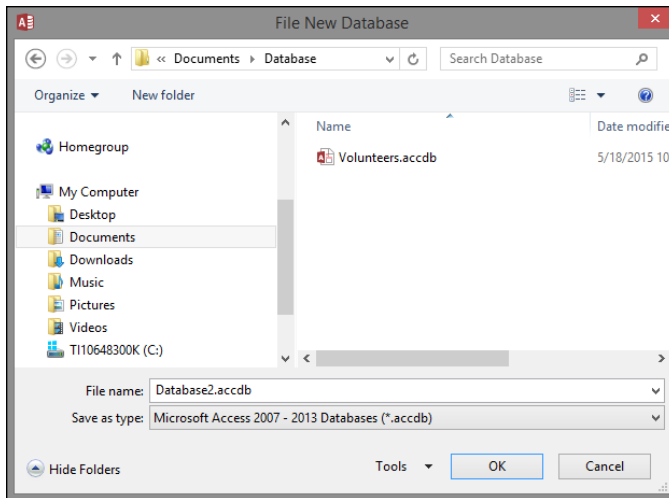 File New Database
« Documents Database
Search Database
Organize New folder
Name Date modifie
Homegroup
Volunteers.accdb 5/18/2015 10
My Computer
Desktop
Documents
Downloads
Music
Pictures
Videos
TI10648300K (C:)
File name: Database2.accdb
Save as type: Microsoft Access 2007 - 2013 Databases (*.accdb)
Hide Folders Tools OK Cancel